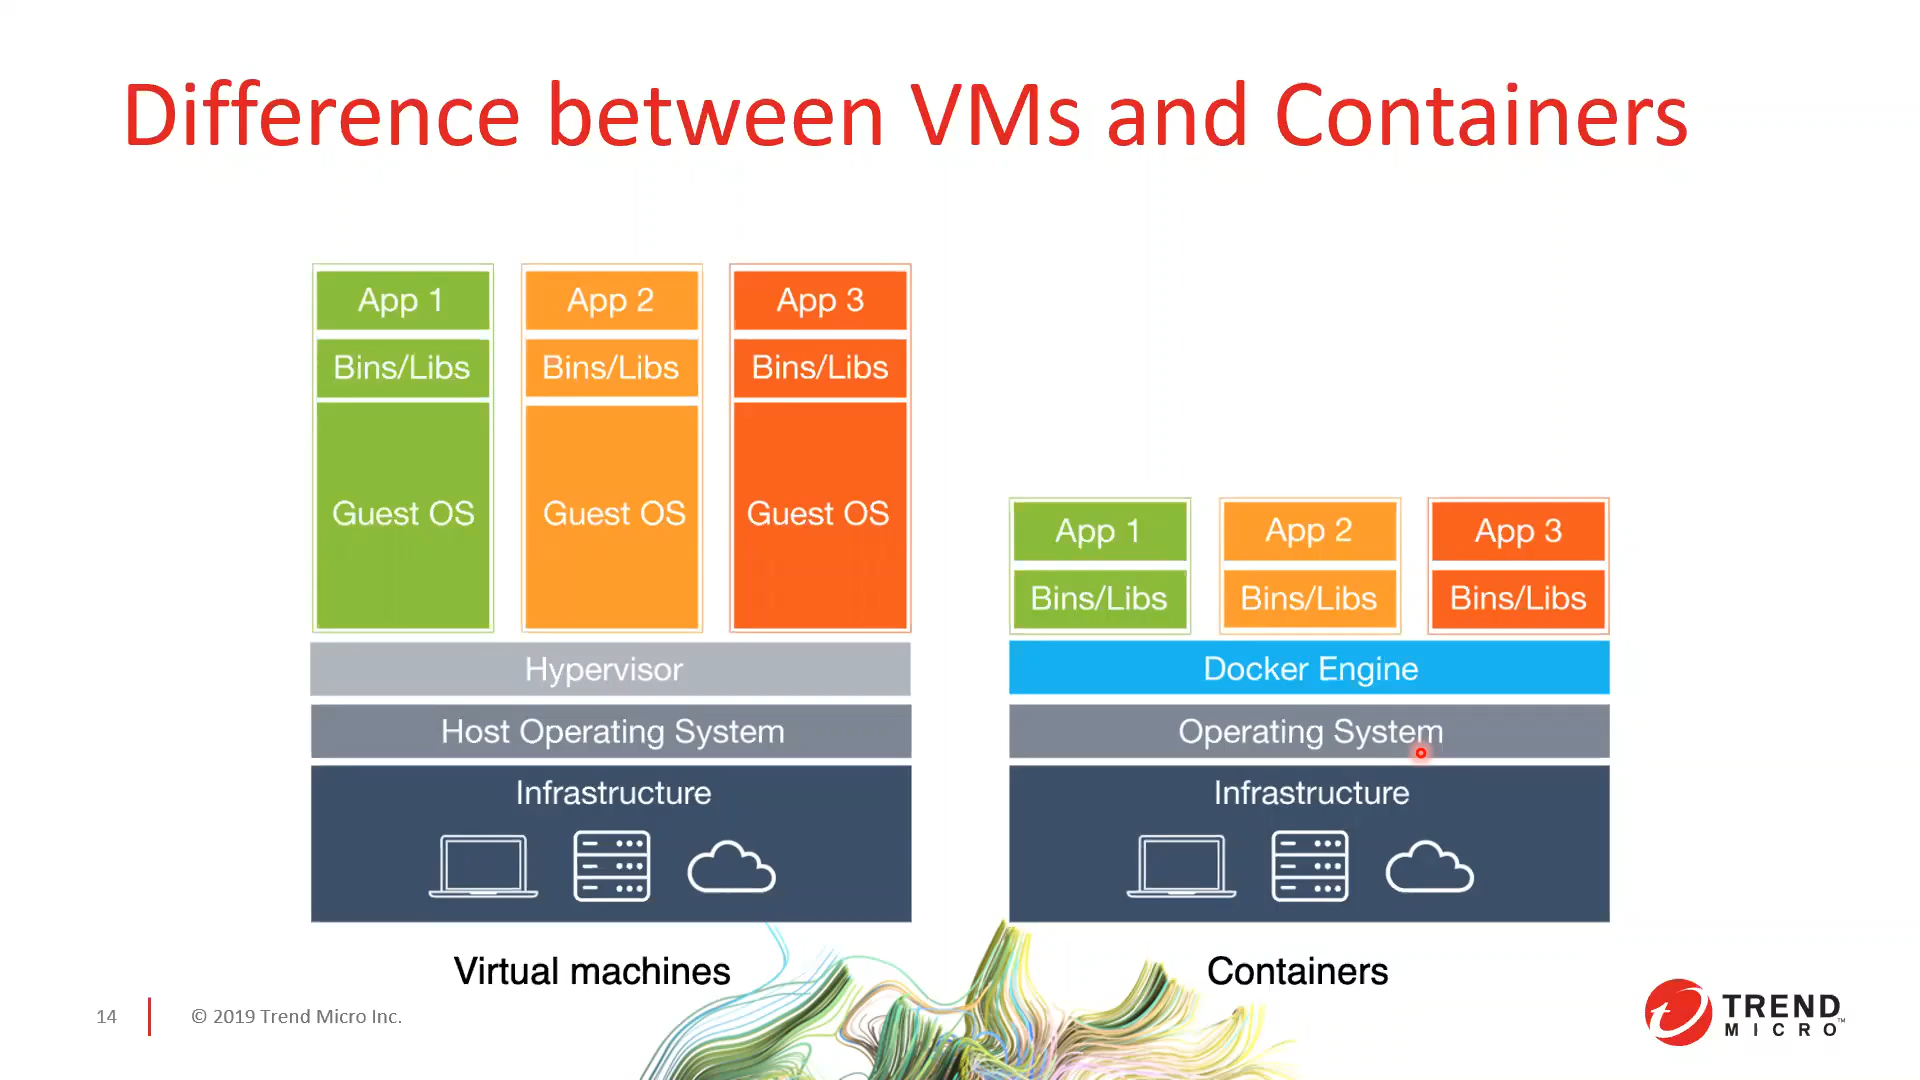 Difference between VMs and Containers
App 1
App 2
App 3
Bins/Libs
Bins/Libs
Bins/Libs
Guest OS
Guest OS
Guest OS
Hypervisor
Host Operating System
Infrastructure
Virtual machines
App 1
App 2
App 3
Bins/Libs
Bins/Libs
Bins/Libs
Docker Engine
Operating System
Infrastructure
Containers
14
© 2019 Trend Micro Inc.
TREND
MICRO™